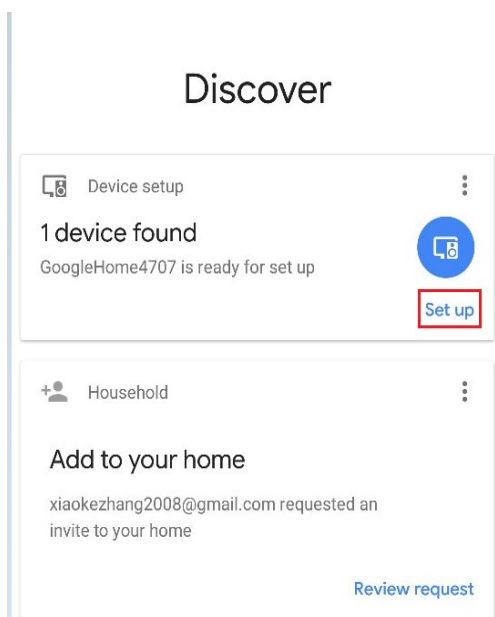 Discover
Device setup
1 device found
GoogleHome4707 is ready for set up
Set up
Household
Add to your home
xiaokezhang2008@gmail.com requested an
invite to your home
Review request